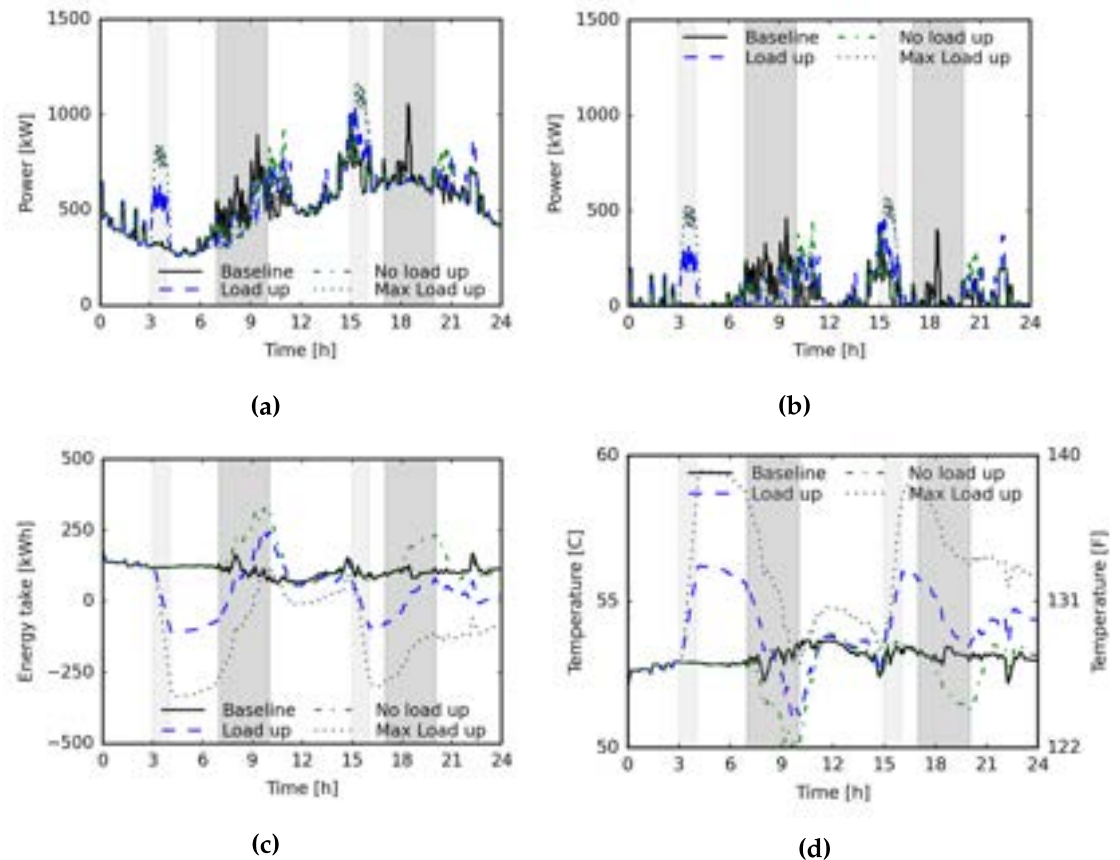 1500
1000
500
0
Power [kW]
Baseline
No load up
Load up
Max Load up
0 3 6 9 12 15 18 21 24
Time [h]
(a)
1500
1000
500
0
Power [kW]
Baseline
No load up
Load up
Max Load up
0 3 6 9 12 15 18 21 24
Time [h]
(b)
500
250
0
−250
−500
Energy take [kWh]
Baseline
No load up
Load up
Max Load up
0 3 6 9 12 15 18 21 24
Time [h]
(c)
60
55
50
Temperature [C]
140
131
122
Temperature [F]
Baseline
No load up
Load up
Max Load up
0 3 6 9 12 15 18 21 24
Time [h]
(d)